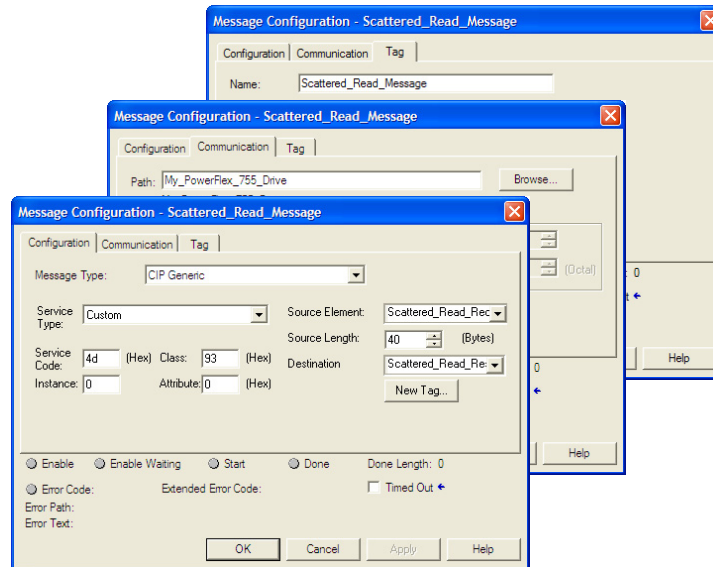 Message Configuration - Scattered_Read_Message
Configuration Communication Tag
Name: Scattered_Read_Message
Message Configuration - Scattered_Read_Message
Configuration Communication Tag
Path: My_PowerFlex_755_Drive Browse...
Message Configuration - Scattered_Read_Message
Configuration Communication Tag
Message Type: CIP Generic
Service Type: Custom
Source Element: Scattered_Read_Rec
Source Length: 40 (Bytes)
Service Code: 4d (Hex) Class: 93 (Hex)
Destination Scattered_Read_Re
Instance: 0 Attribute: 0 (Hex)
New Tag...
Enable Enable Waiting Start Done Done Length: 0
Error Code: Extended Error Code: Timed Out
Error Path:
Error Text:
OK Cancel Apply Help
(Octal)
0
Help
: 0
Help